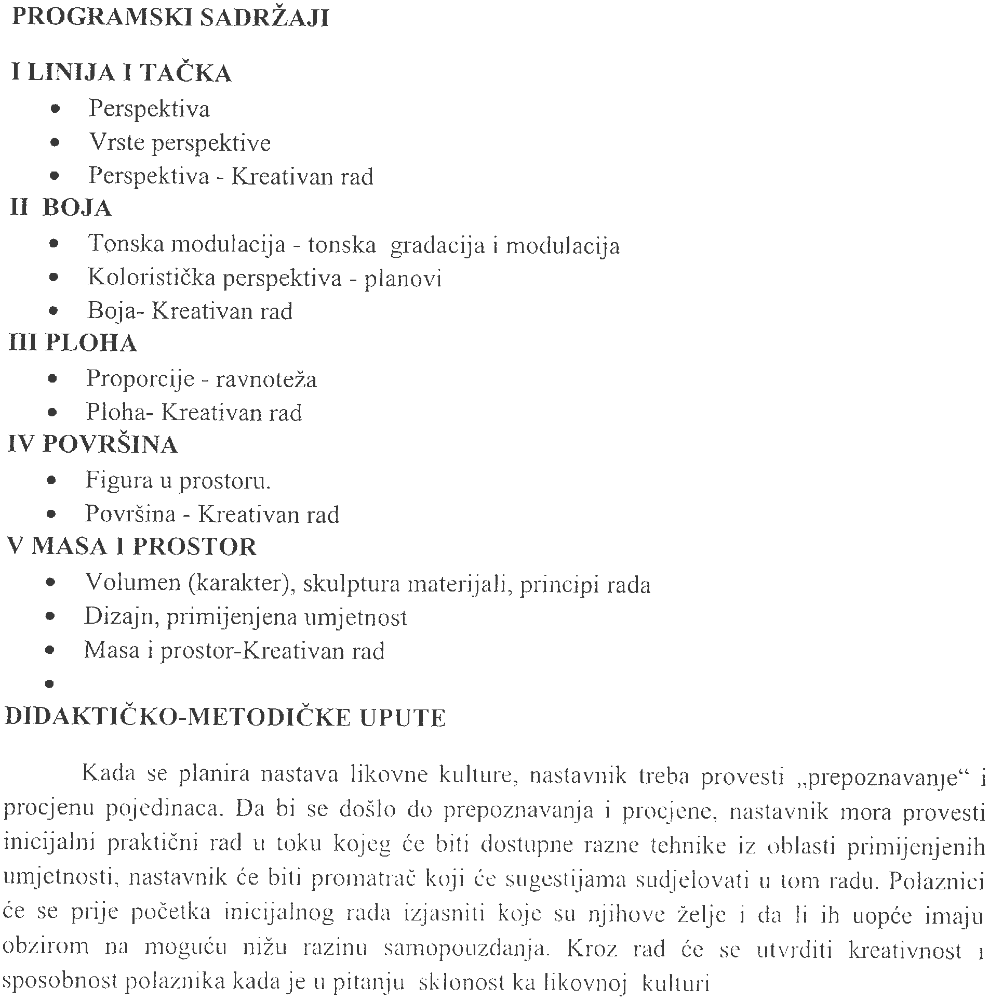 PROGRAMSKI SADRŽAJI
I LINIJA I TAČKA
• Perspektiva
• Vrste perspektive
• Perspektiva - Kreativan rad
II BOJA
• Tonska modulacija - tonska gradacija i modulacija
• Koloristička perspektiva - planovi
• Boja- Kreativan rad
III PLOHA
• Proporcije - ravnoteža
• Ploha- Kreativan rad
IV POVRŠINA
• Figura u prostoru.
• Površina - Kreativan rad
V MASA I PROSTOR
• Volumen (karakter), skulptura materijali, principi rada
• Dizajn, primijenjena umjetnost
• Masa i prostor-Kreativan rad
•
DIDAKTIČKO-METODIČKE UPUTE
Kada se planira nastava likovne kulture, nastavnik treba provesti „prepoznavanje“ i
procjenu pojedinaca. Da bi se došlo do prepoznavanja i procjene, nastavnik mora provesti
inicijalni praktični rad u toku kojeg će biti dostupne razne tehnike iz oblasti primijenjenih
umjetnosti, nastavnik će biti promatrač koji će sugestijama sudjelovati u tom radu. Polaznici
će se prije početka inicijalnog rada izjasniti koje su njihove želje i da li ih uopće imaju
obzirom na moguću nižu razinu samopouzdanja. Kroz rad će se utvrditi kreativnost i
sposobnost polaznika kada je u pitanju sklonost ka likovnoj kulturi